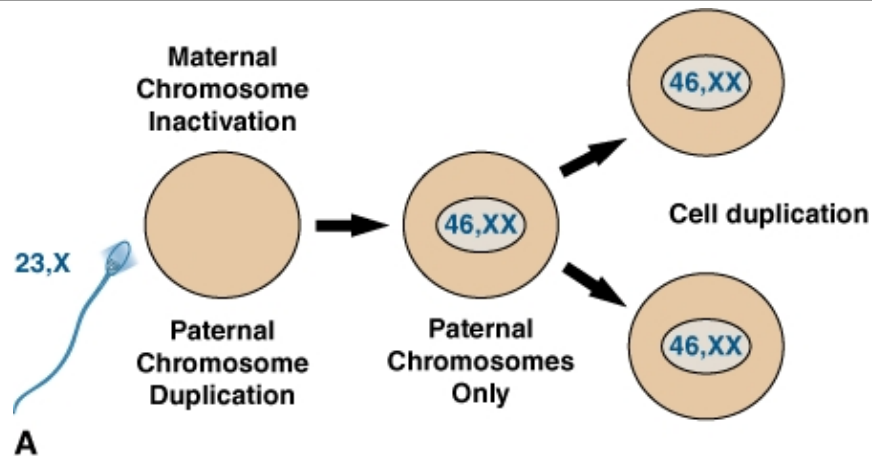 Maternal
Chromosome
Inactivation
23,X
Paternal
Chromosome
Duplication
46,XX
Paternal
Chromosomes
Only
46,XX
Cell duplication
46,XX
A